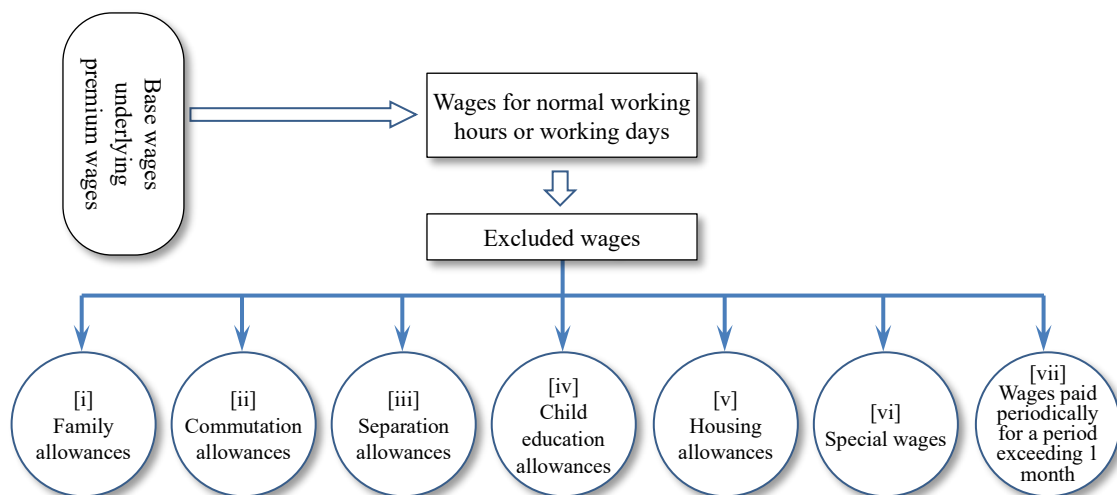 Base wages
underlying
premium wages
Wages for normal working
hours or working days
Excluded wages
[i]
Family
allowances
[ii]
Commutation
allowances
[iii]
Separation
allowances
[iv]
Child
education
allowances
[v]
Housing
allowances
[vi]
Special wages
[vii]
Wages paid
periodically
for a period
exceeding 1
month